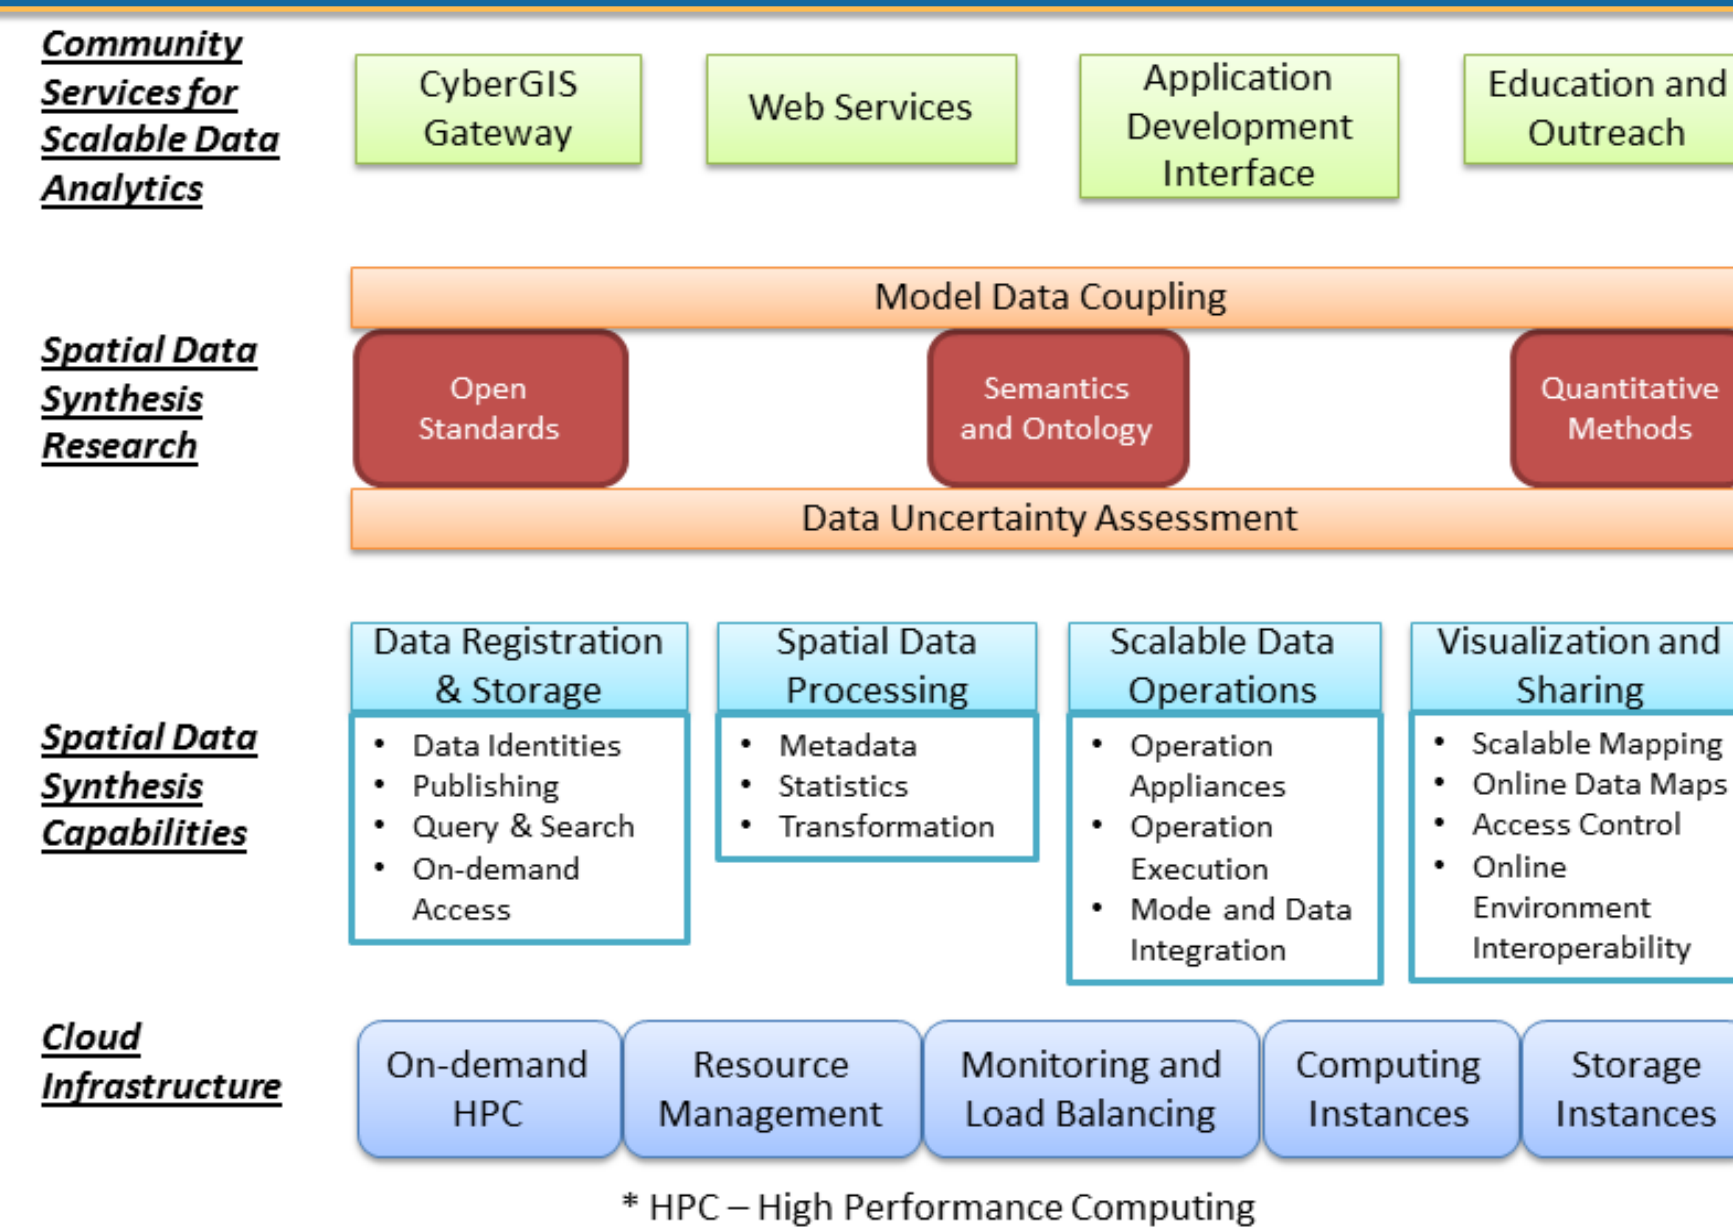 Community
Services for
Scalable Data
Analytics
CyberGIS
Gateway
Web Services
Application
Development
Interface
Education and
Outreach
Spatial Data
Synthesis
Research
Model Data Coupling
Open
Standards
Semantics
and Ontology
Quantitative
Methods
Data Uncertainty Assessment
Spatial Data
Synthesis
Capabilities
Data Registration
& Storage
• Data Identities
• Publishing
• Query & Search
• On-demand
Access
Spatial Data
Processing
• Metadata
• Statistics
• Transformation
Scalable Data
Operations
• Operation
Appliances
• Operation
Execution
• Mode and Data
Integration
Visualization and
Sharing
• Scalable Mapping
• Online Data Maps
• Access Control
• Online
Environment
Interoperability
Cloud
Infrastructure
On-demand
HPC
Resource
Management
Monitoring and
Load Balancing
Computing
Instances
Storage
Instances
* HPC – High Performance Computing